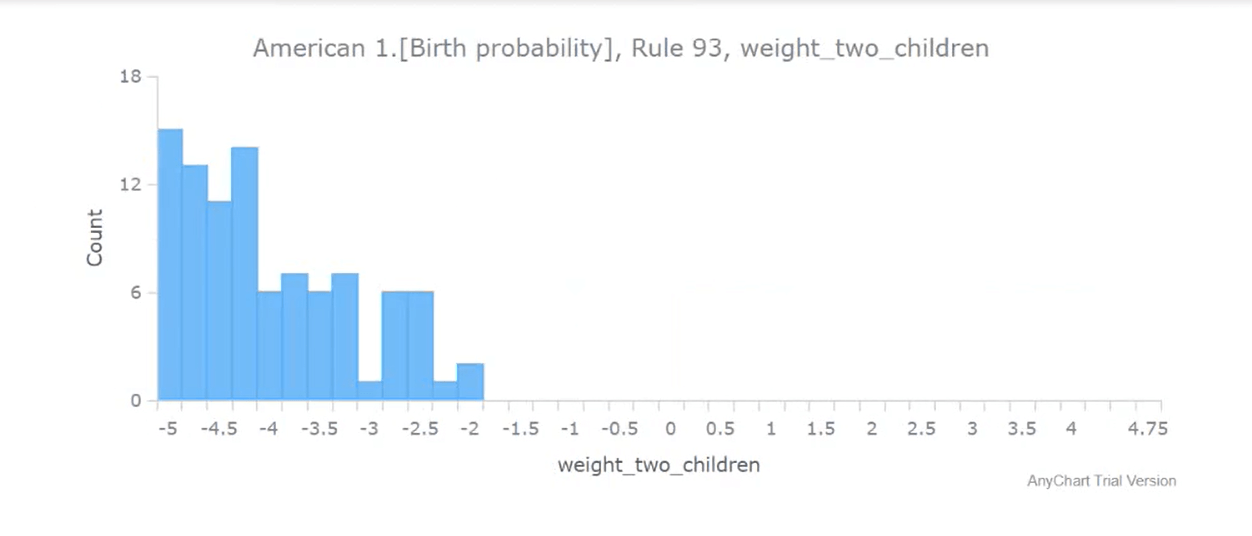 American 1.[Birth probability], Rule 93, weight_two_children
18
12
6
0
Count
-5 -4.5 -4 -3.5 -3 -2.5 -2 -1.5 -1 -0.5 0 0.5 1 1.5 2 2.5 3 3.5 4 4.75
weight_two_children
AnyChart Trial Version